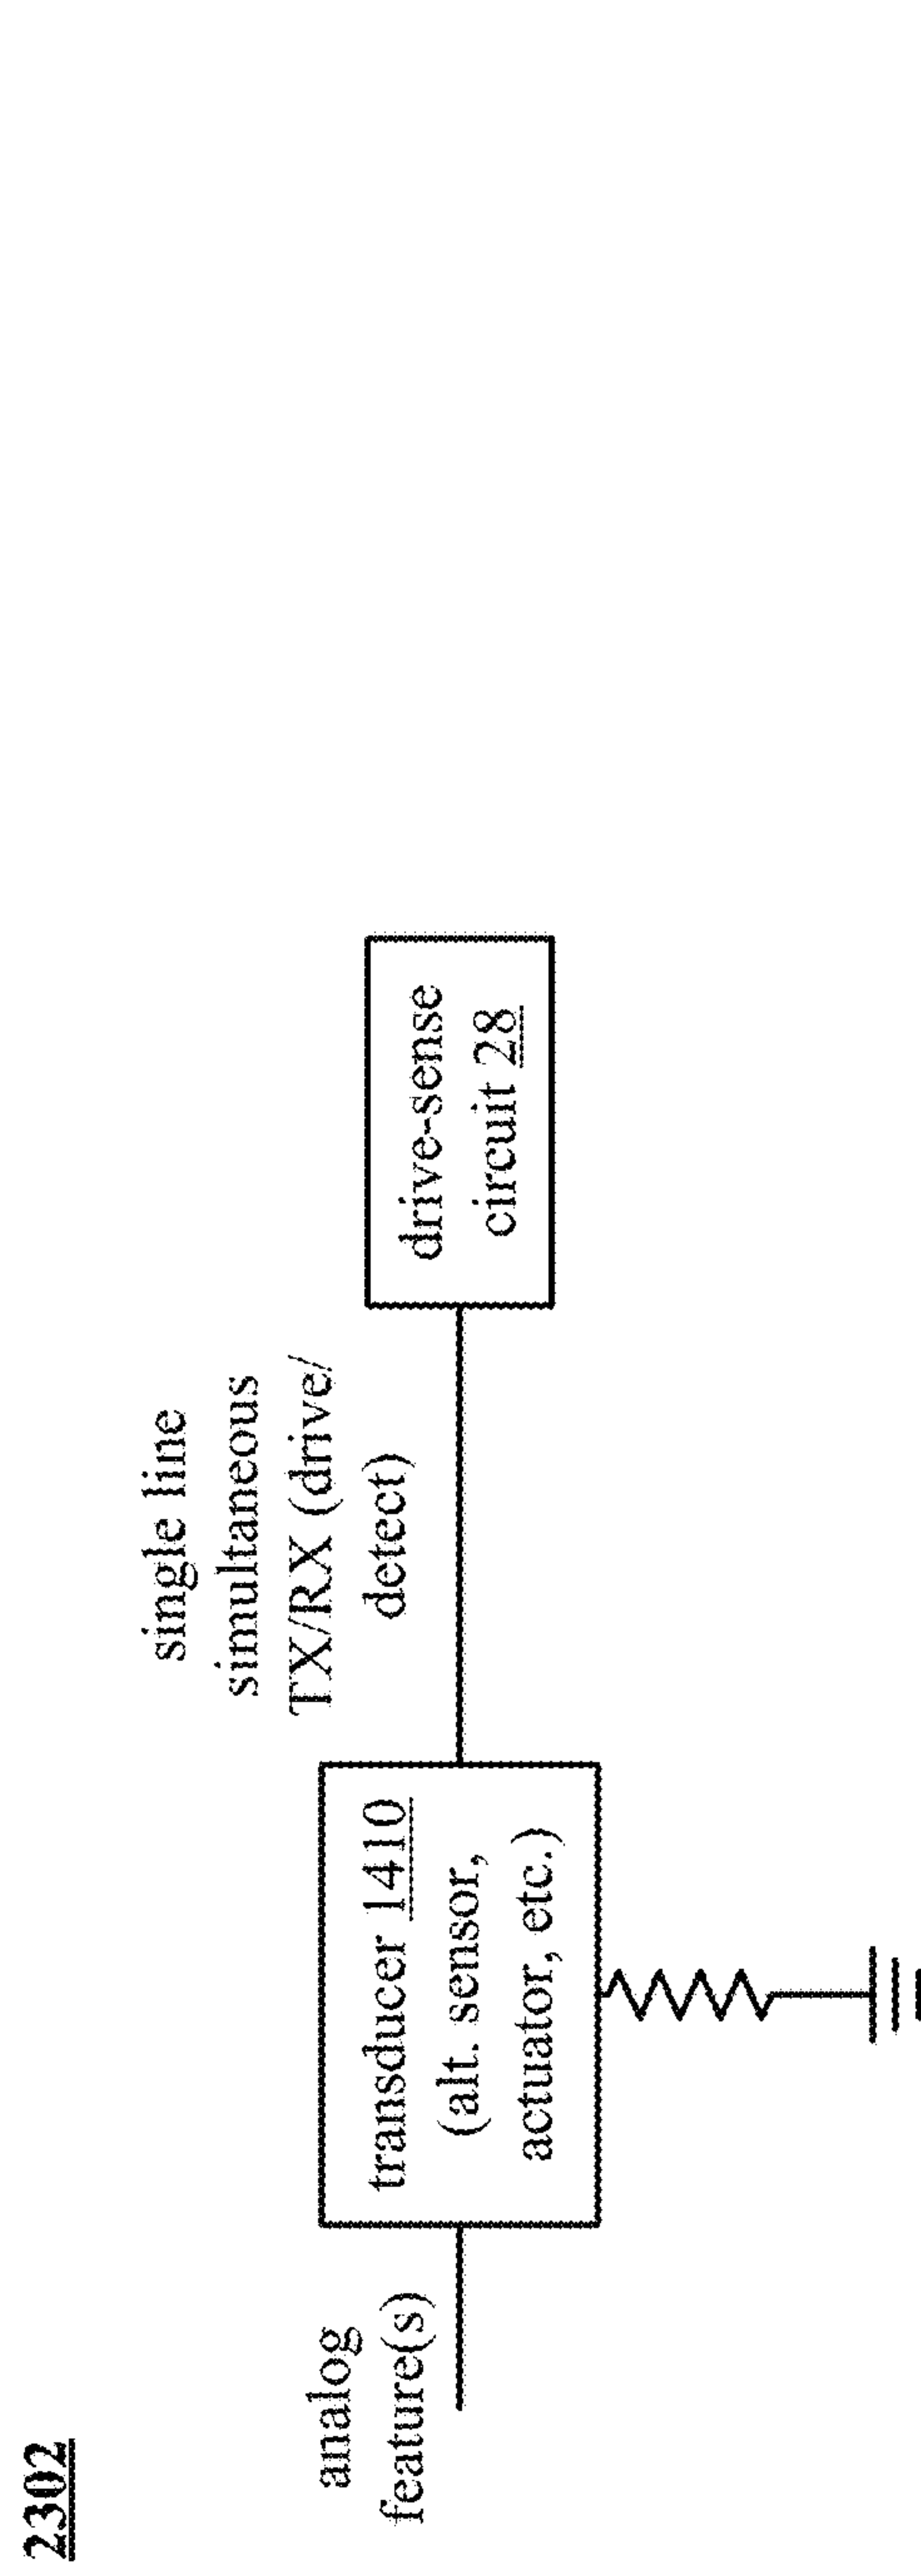 2302
analog
feature(s)
transducer 1410
(alt. sensor,
actuator, etc.)
single line
simultaneous
TX/RX (drive/
detect)
drive-sense
circuit 28